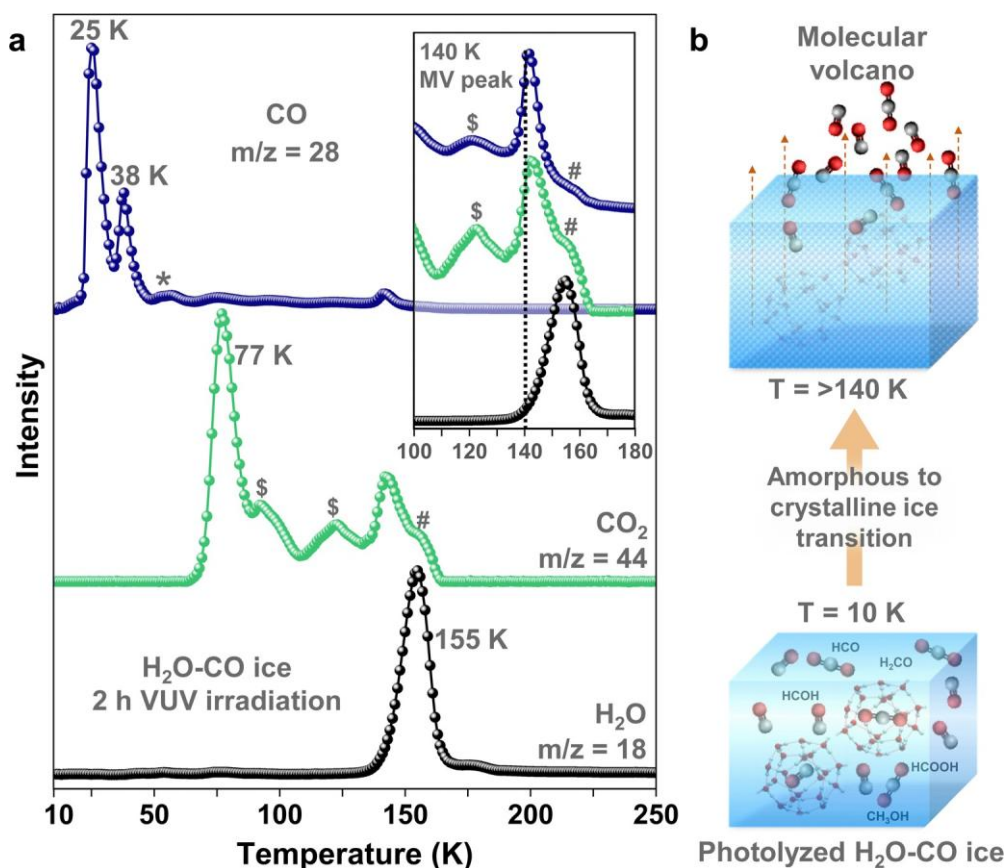 a
25 K
38 K
*
CO
m/z = 28
140 K
MV peak
$
#
$
#
100 120 140 160 180
77 K
$
$
#
CO₂
m/z = 44
155 K
H₂O-CO ice
2 h VUV irradiation
H₂O
m/z = 18
Intensity
10 50 100 150 200 250
Temperature (K)
b
Molecular
volcano
T = >140 K
Amorphous to
crystalline ice
transition
T = 10 K
HCO
H₂CO
HCOH
HCOOH
CH₃OH
Photolyzed H₂O-CO ice